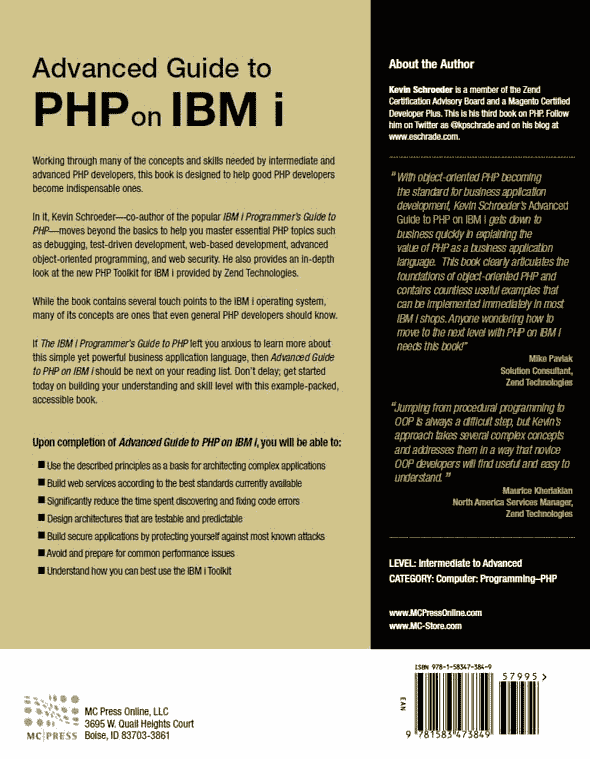 Advanced Guide to
PHP on IBM i
Working through many of the concepts and skills needed by intermediate and
advanced PHP developers, this book is designed to help good PHP developers
become indispensable ones.
In it, Kevin Schroeder—co-author of the popular IBM i Programmer's Guide to
PHP—moves beyond the basics to help you master essential PHP topics such
as debugging, test-driven development, web-based development, advanced
object-oriented programming, and web security. He also provides an in-depth
look at the new PHP Toolkit for IBM i provided by Zend Technologies.
While the book contains several touch points to the IBM i operating system,
many of its concepts are ones that even general PHP developers should know.
If The IBM i Programmer's Guide to PHP left you anxious to learn more about
this simple yet powerful business application language, then Advanced Guide
to PHP on IBM i should be next on your reading list. Don't delay; get started
today on building your understanding and skill level with this example-packed,
accessible book.
Upon completion of Advanced Guide to PHP on IBM i, you will be able to:
■ Use the described principles as a basis for architecting complex applications
■ Build web services according to the best standards currently available
■ Significantly reduce the time spent discovering and fixing code errors
■ Design architectures that are testable and predictable
■ Build secure applications by protecting yourself against most known attacks
■ Avoid and prepare for common performance issues
■ Understand how you can best use the IBM i Toolkit
MC PRESS
MC Press Online, LLC
3695 W. Quail Heights Court
Boise, ID 83703-3861
About the Author
Kevin Schroeder is a member of the Zend
Certification Advisory Board and a Magento Certified
Developer Plus. This is his third book on PHP. Follow
him on Twitter as @kpschrade and on his blog at
www.eschrade.com.
"With object-oriented PHP becoming
the standard for business application
development, Kevin Schroeder's Advanced
Guide to PHP on IBM i gets down to
business quickly in explaining the
value of PHP as a business application
language. This book clearly articulates the
foundations of object-oriented PHP and
contains countless useful examples that
can be implemented immediately in most
IBM i shops. Anyone wondering how to
move to the next level with PHP on IBM i
needs this book!"
Mike Pavlak
Solution Consultant,
Zend Technologies
"Jumping from procedural programming to
OOP is always a difficult step, but Kevin's
approach takes several complex concepts
and addresses them in a way that novice
OOP developers will find useful and easy to
understand."
Maurice Kherlakian
North America Services Manager,
Zend Technologies
LEVEL: Intermediate to Advanced
CATEGORY: Computer: Programming–PHP
www.MCPressOnline.com
www.MC-Store.com
ISBN 978-1-58347-384-9
57995 >
EAN
9 781583 473849